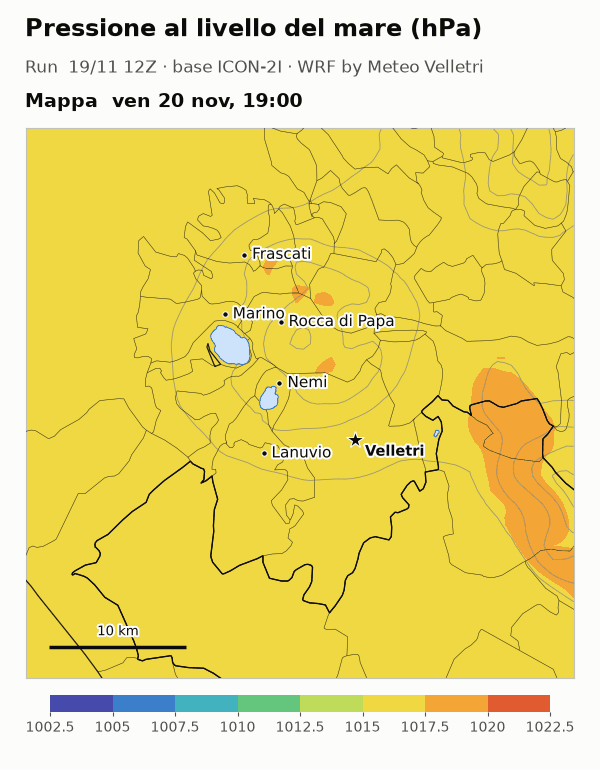 Pressione al livello del mare (hPa)
Run  19/11 12Z · base ICON-2I · WRF by Meteo Velletri
Mappa  ven 20 nov, 19:00
Frascati
Marino
Rocca di Papa
Nemi
Velletri
Lanuvio
10 km
1002.5 1005 1007.5 1010 1012.5 1015 1017.5 1020 1022.5